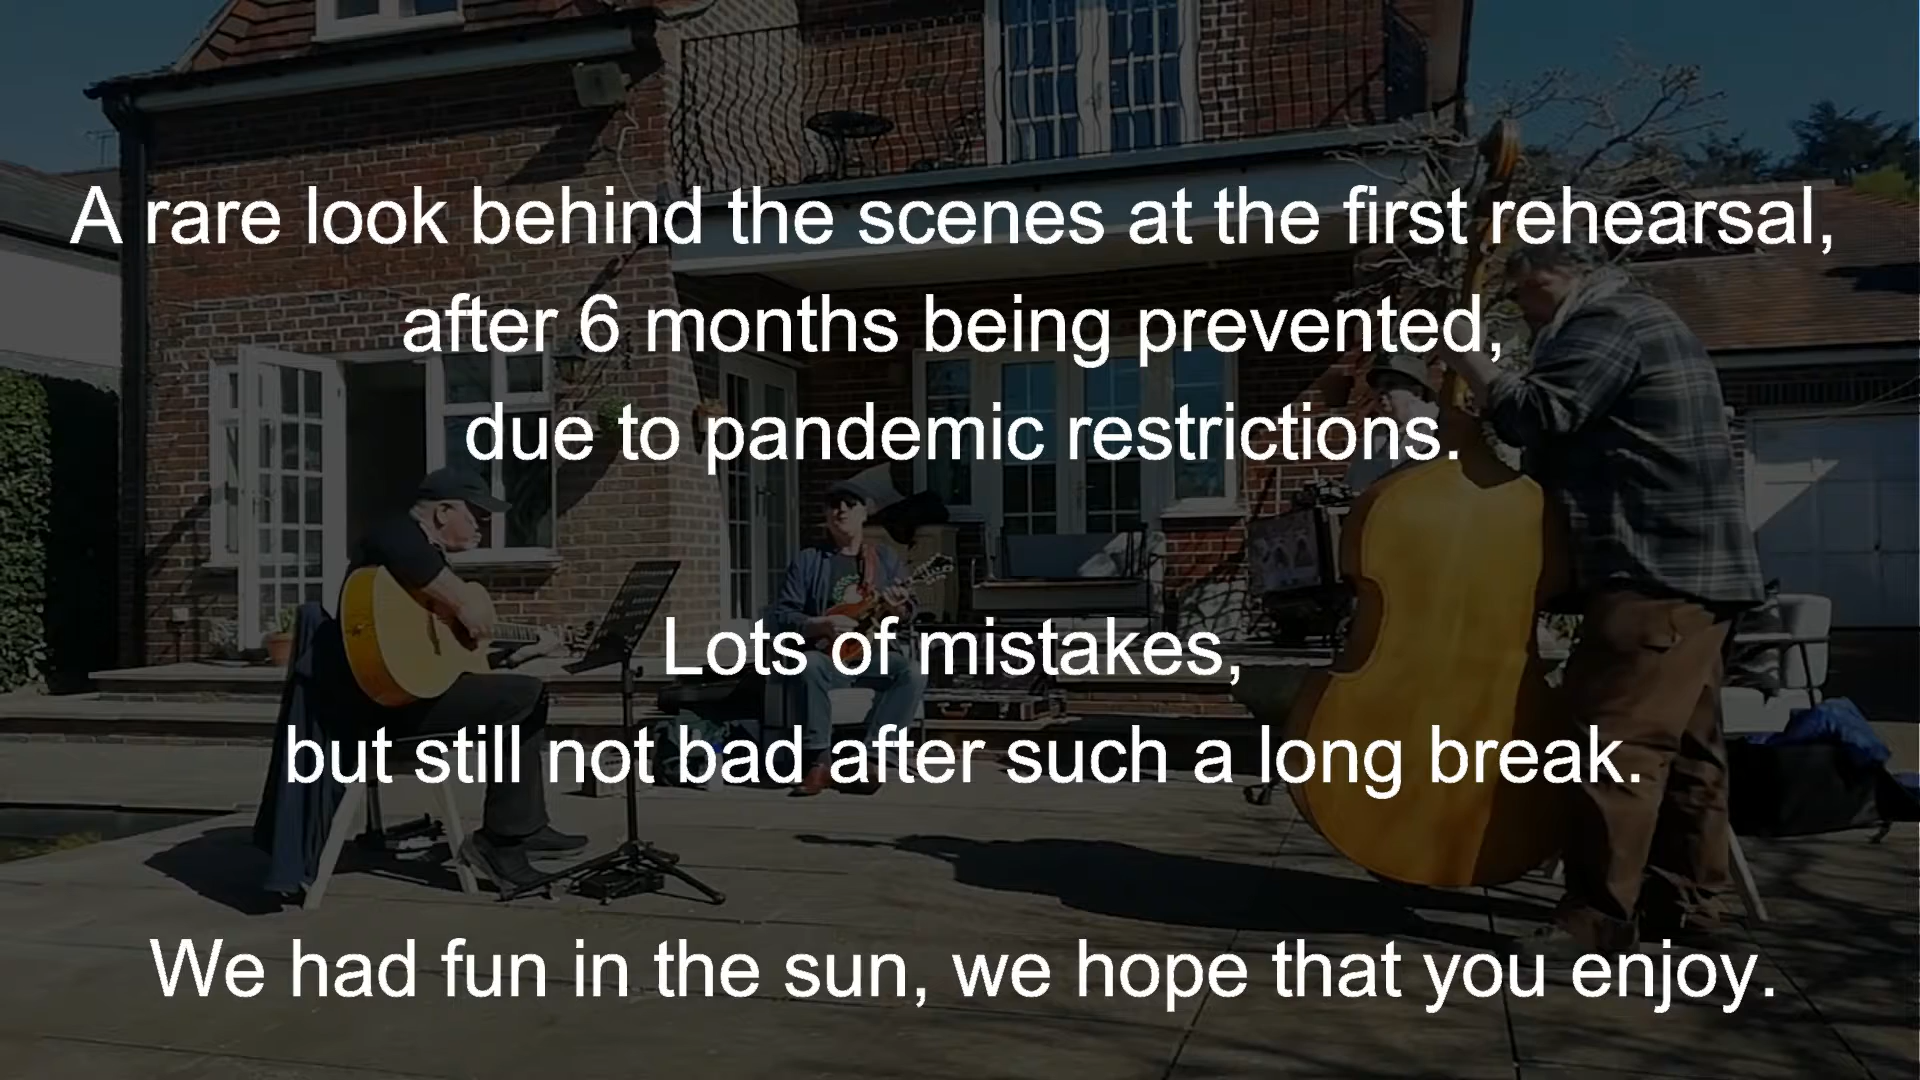 A rare look behind the scenes at the first rehearsal,
after 6 months being prevented,
due to pandemic restrictions.
Lots of mistakes,
but still not bad after such a long break.
We had fun in the sun, we hope that you enjoy.